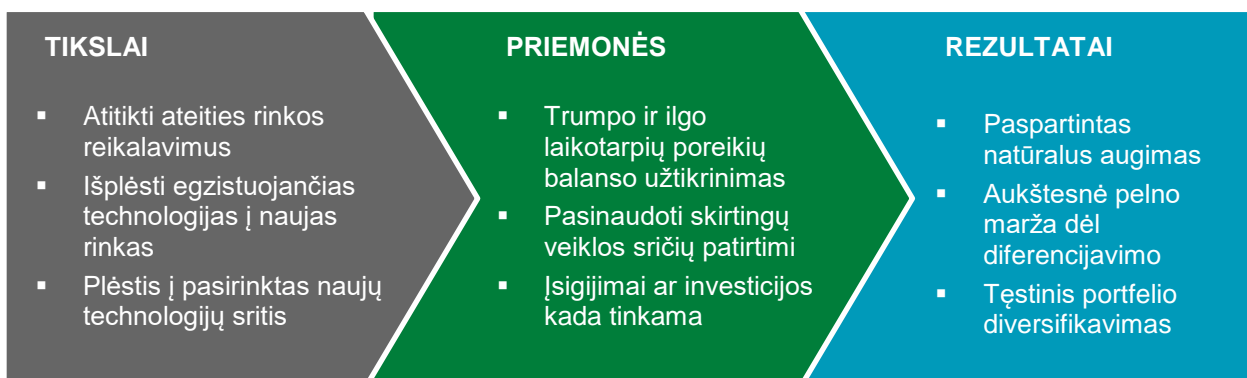 TIKSLAI
▪ Atitikti ateities rinkos
reikalavimus
▪ Išplėsti egzistuojančias
technologijas į naujas
rinkas
▪ Plėstis į pasirinktas naujų
technologijų sritis
PRIEMONĖS
▪ Trumpo ir ilgo
laikotarpių poreikių
balanso užtikrinimas
▪ Pasinaudoti skirtingų
veiklos sričių patirtimi
▪ Įsigijimai ar investicijos
kada tinkama
REZULTATAI
▪ Paspartintas
natūralus augimas
▪ Aukštesnė pelno
marža dėl
diferencijavimo
▪ Tęstinis portfelio
diversifikavimas